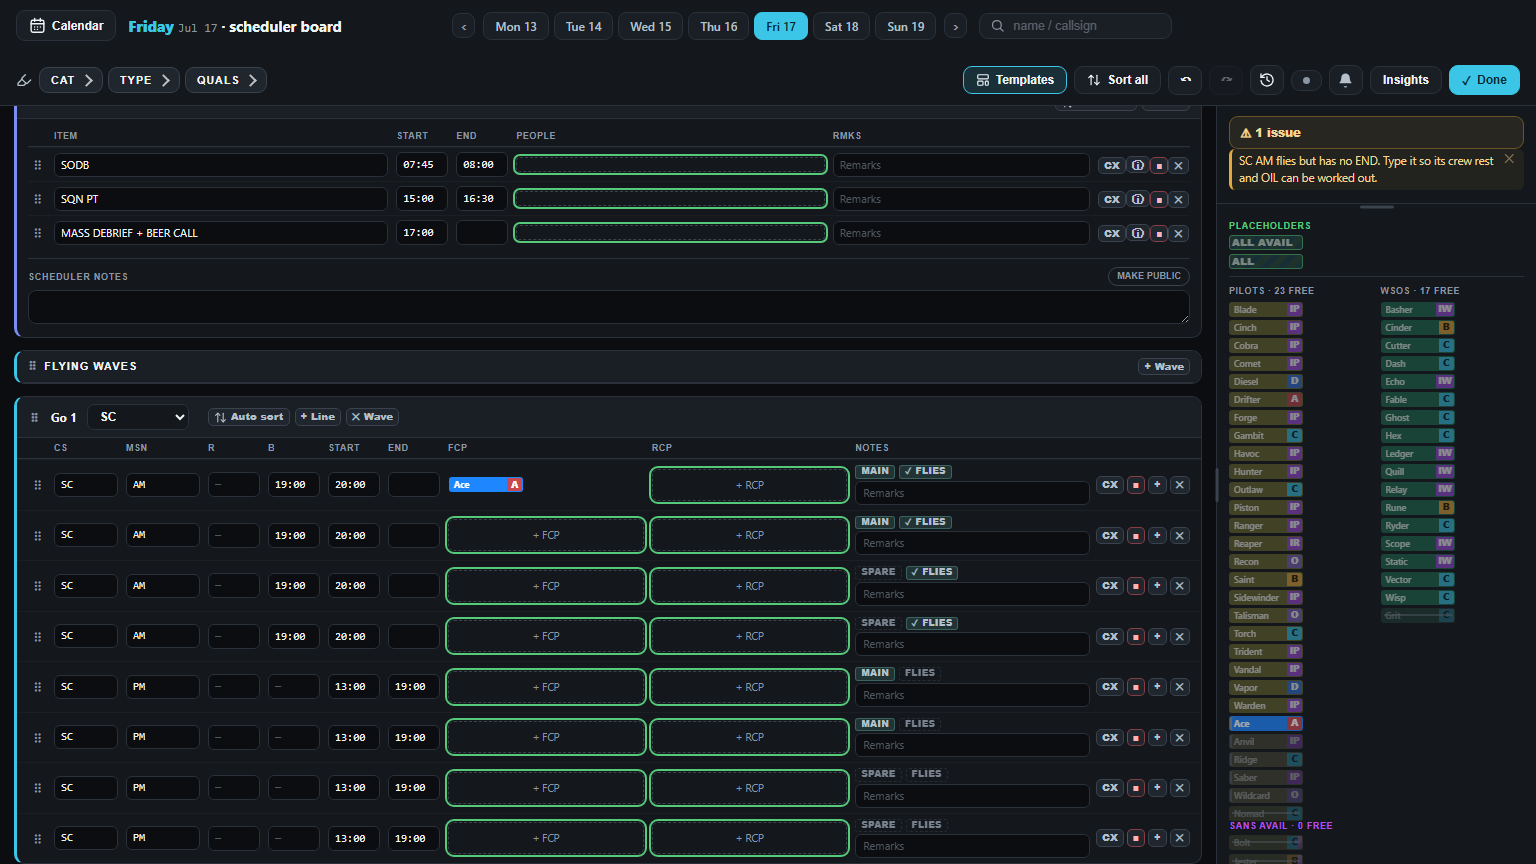 Calendar
Friday Jul 17 · scheduler board
‹ Mon 13 Tue 14 Wed 15 Thu 16 Fri 17 Sat 18 Sun 19 ›
name / callsign
CAT TYPE QUALS
Templates Sort all Insights ✓ Done
ITEM START END PEOPLE RMKS
SODB 07:45 08:00 Remarks CX
SQN PT 15:00 16:30 Remarks CX
MASS DEBRIEF + BEER CALL 17:00 Remarks CX
SCHEDULER NOTES MAKE PUBLIC
FLYING WAVES + Wave
Go 1 SC Auto sort + Line × Wave
CS MSN R B START END FCP RCP NOTES
MAIN ✓ FLIES
SC AM – 19:00 20:00 Ace A + RCP Remarks CX
MAIN ✓ FLIES
SC AM – 19:00 20:00 + FCP + RCP Remarks CX
SPARE ✓ FLIES
SC AM – 19:00 20:00 + FCP + RCP Remarks CX
SPARE ✓ FLIES
SC AM – 19:00 20:00 + FCP + RCP Remarks CX
MAIN FLIES
SC PM – – 13:00 19:00 + FCP + RCP Remarks CX
MAIN FLIES
SC PM – – 13:00 19:00 + FCP + RCP Remarks CX
SPARE FLIES
SC PM – – 13:00 19:00 + FCP + RCP Remarks CX
SPARE FLIES
SC PM – – 13:00 19:00 + FCP + RCP Remarks CX
⚠ 1 issue
SC AM flies but has no END. Type it so its crew rest
and OIL can be worked out.
PLACEHOLDERS
ALL AVAIL
ALL
PILOTS · 23 FREE
Blade IP
Cinch IP
Cobra IP
Comet IP
Diesel D
Drifter A
Forge IP
Gambit C
Havoc IP
Hunter IP
Outlaw C
Piston IP
Ranger IP
Reaper IR
Recon O
Saint B
Sidewinder IP
Talisman O
Torch C
Trident IP
Vandal IP
Vapor D
Warden IP
Ace A
Anvil IP
Ridge C
Saber IP
Wildcard O
Nomad C
WSOS · 17 FREE
Basher IW
Cinder B
Cutter C
Dash C
Echo IW
Fable C
Ghost C
Hex C
Ledger IW
Quill IW
Relay IW
Rune B
Ryder C
Scope IW
Static IW
Vector C
Wisp C
Grit C
SANS AVAIL · 0 FREE
Bolt C
Jester